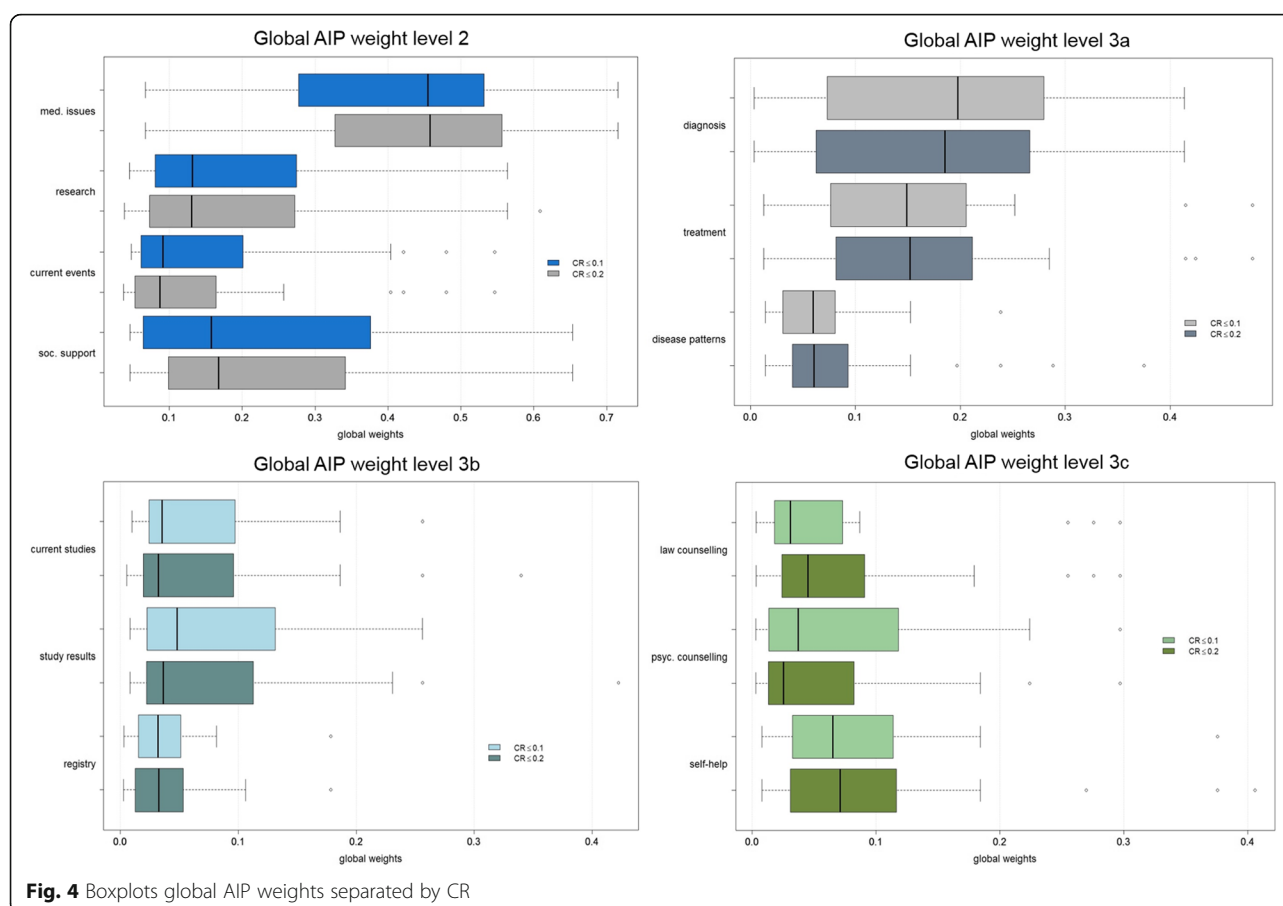 Global AIP weight level 2
med. issues
research
current events
soc. support
CR ≤ 0.1
CR ≤ 0.2
0.1 0.2 0.3 0.4 0.5 0.6 0.7
global weights
Global AIP weight level 3a
diagnosis
treatment
disease patterns
CR ≤ 0.1
CR ≤ 0.2
0.0 0.1 0.2 0.3 0.4
global weights
Global AIP weight level 3b
current studies
study results
registry
CR ≤ 0.1
CR ≤ 0.2
0.0 0.1 0.2 0.3 0.4
global weights
Global AIP weight level 3c
law counselling
psyc. counselling
self-help
CR ≤ 0.1
CR ≤ 0.2
0.0 0.1 0.2 0.3 0.4
global weights
Fig. 4 Boxplots global AIP weights separated by CR